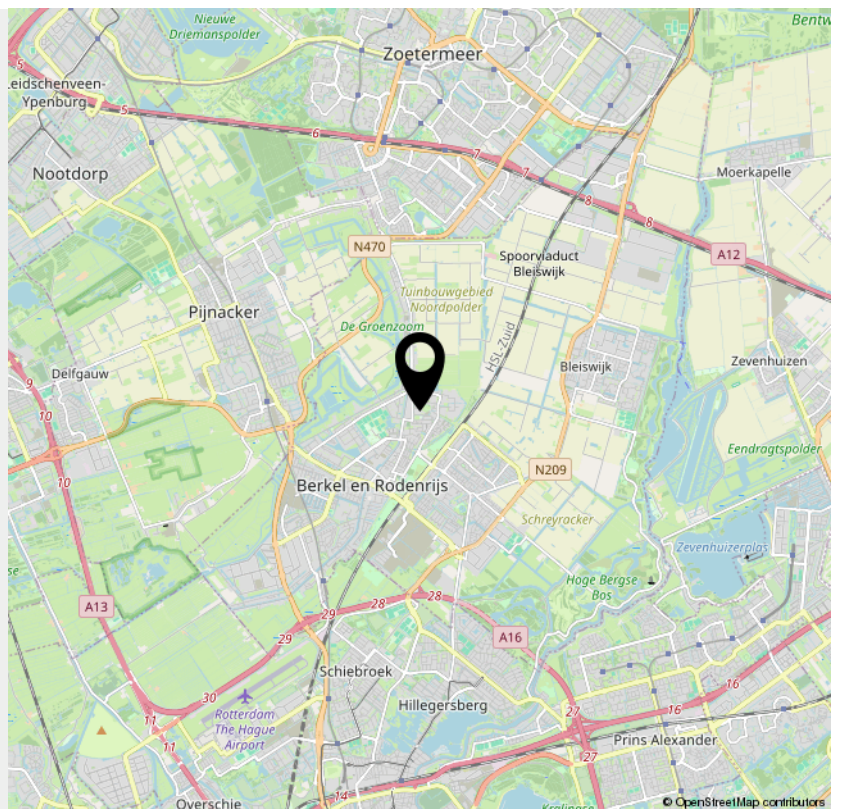 Nieuwe
Driemanspolder
Zoetermeer
Bentw
5
Leidschenveen-
Ypenburg
5
6
7
7
Nootdorp
Moerkapelle
8
8
N470
A12
Spoorviaduct
Bleiswijk
Tuinbouwgebied
Noordpolder
Pijnacker
De Groenzoom
HSL-Zuid
Bleiswijk
Zevenhuizen
9
Delfgauw
10
Eendragtspolder
10
N209
Berkel en Rodenrijs
Schreyracker
Zevenhuizerplas
se
Hoge Bergse
Bos
A13
28
28
29
29
A16
Schiebroek
30
16
16
Rotterdam
The Hague
Airport
Hillegersberg
11
11
27
27
Prins Alexander
14
15
Overschie
Kralingse
© OpenStreetMap contributors